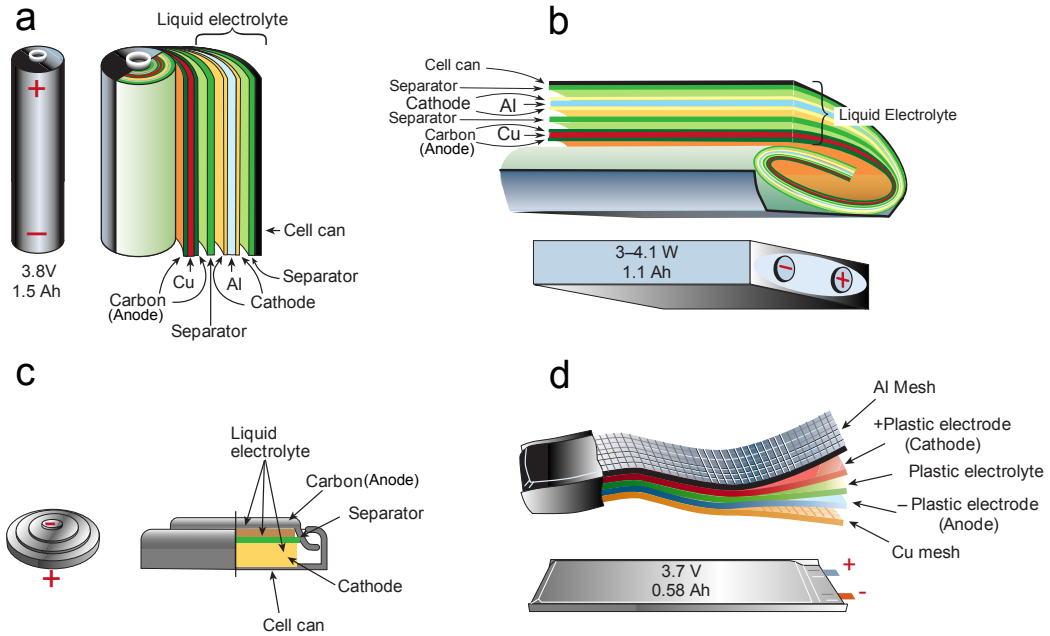 a
Liquid electrolyte
+
−
3.8V
1.5 Ah
Cell can
Cu
Al
Separator
Carbon
(Anode)
Cathode
Separator
b
Cell can
Separator
Cathode
Al
Separator
Carbon
(Anode)
Cu
Liquid Electrolyte
3–4.1 W
1.1 Ah
−
+
c
Liquid
electrolyte
Carbon(Anode)
Separator
Cathode
Cell can
−
+
d
Al Mesh
+Plastic electrode
(Cathode)
Plastic electrolyte
– Plastic electrode
(Anode)
Cu mesh
3.7 V
0.58 Ah
+
-